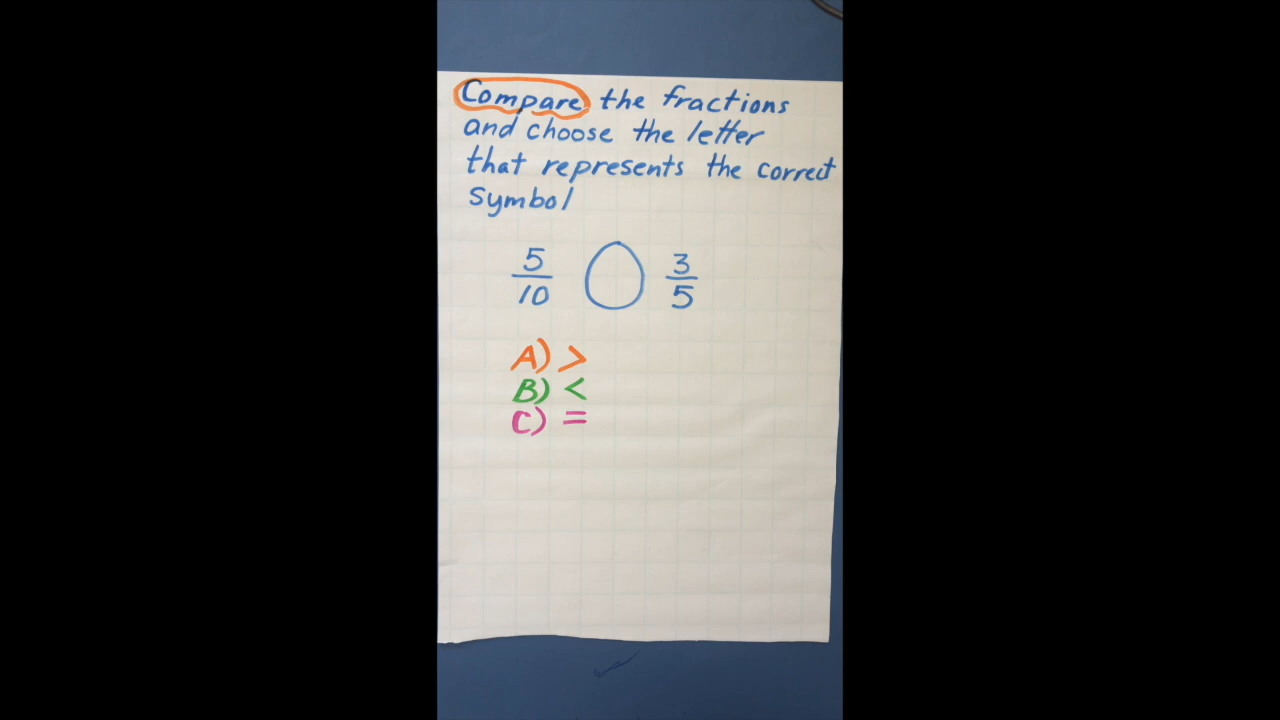 Compare the fractions
and choose the letter
that represents the correct
Symbol
5 3
10 5
A) >
B) <
C) =